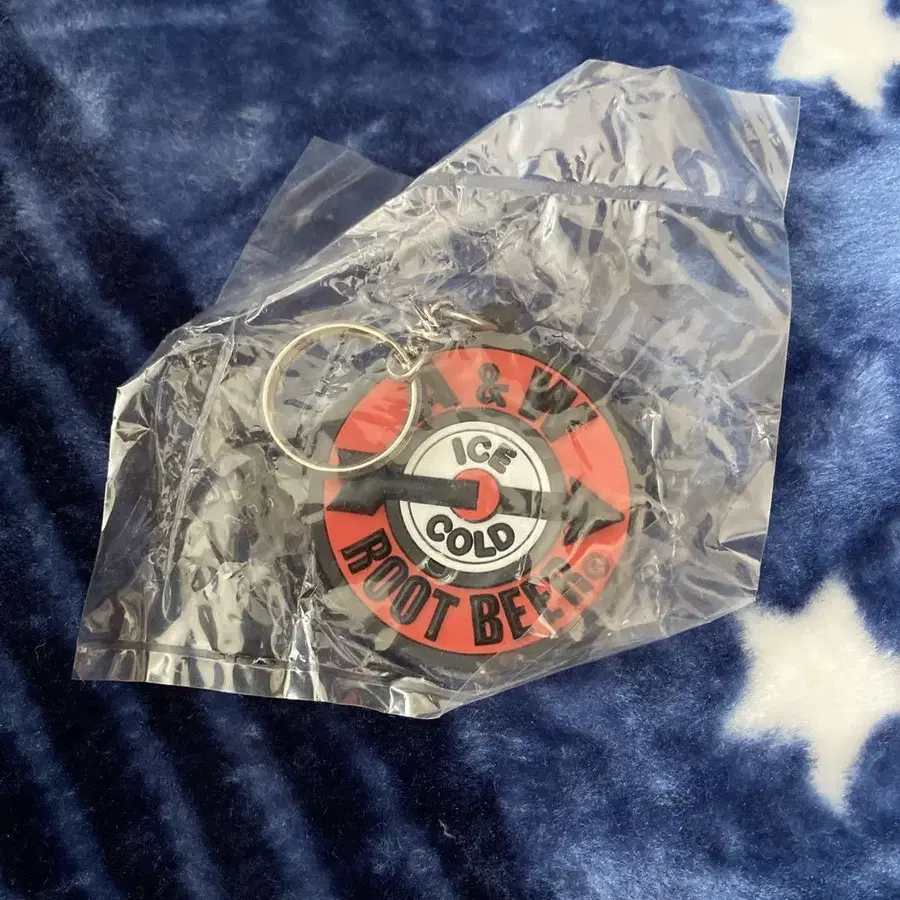 A & W
ICE
COLD
ROOT BEER®